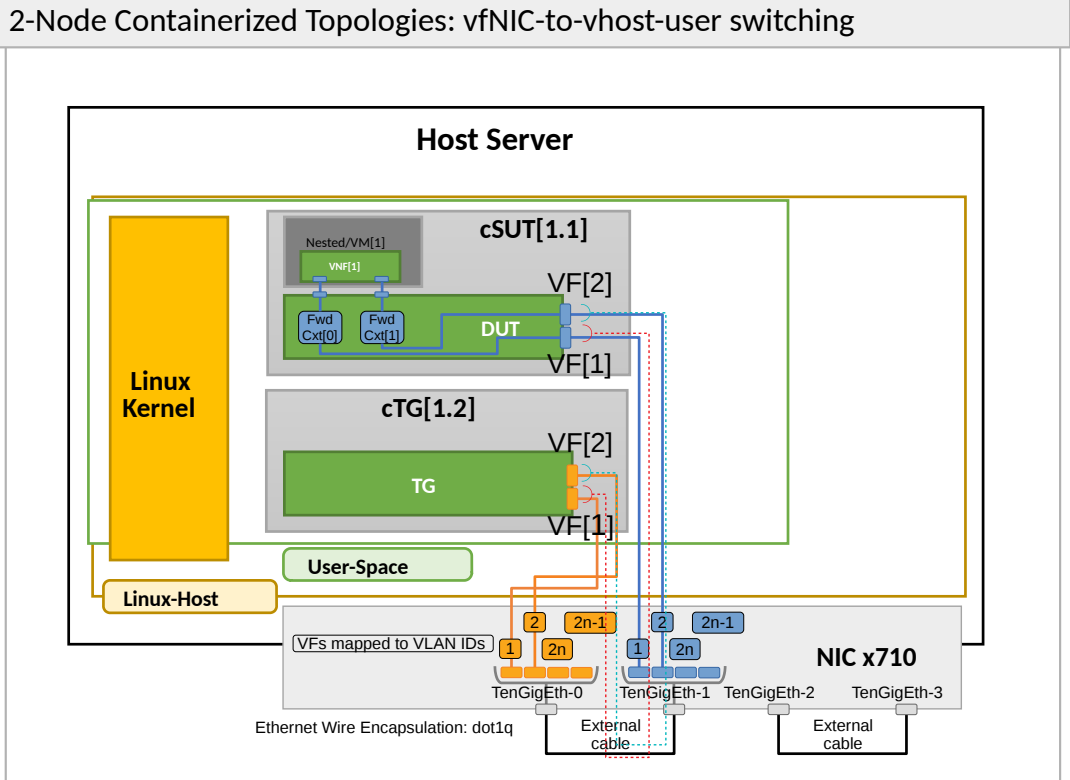 2-Node Containerized Topologies: vfNIC-to-vhost-user switching
Host Server
cSUT[1.1]
Nested/VM[1]
VNF[1]
VF[2]
Fwd
Cxt[0]
Fwd
Cxt[1]
DUT
VF[1]
Linux
Kernel
cTG[1.2]
VF[2]
TG
VF[1]
User-Space
Linux-Host
2
2n-1
2
2n-1
VFs mapped to VLAN IDs
1
2n
1
2n
NIC x710
TenGigEth-0
TenGigEth-1
TenGigEth-2
TenGigEth-3
Ethernet Wire Encapsulation: dot1q
External
cable
External
cable